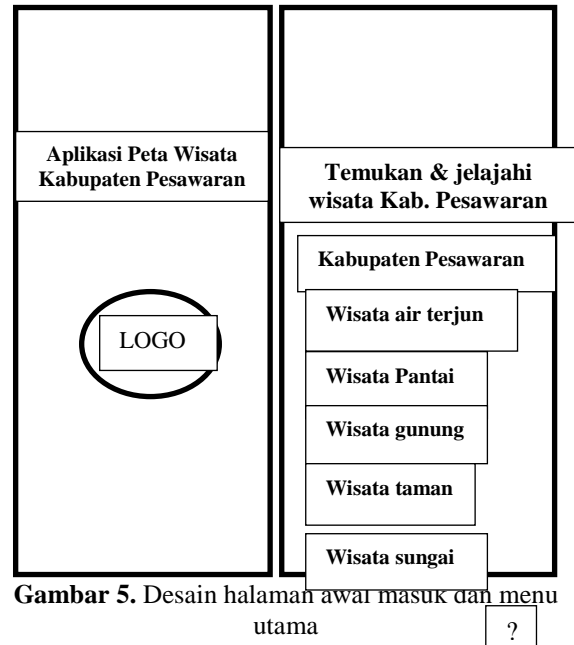 Aplikasi Peta Wisata
Kabupaten Pesawaran
LOGO
Temukan & jelajahi
wisata Kab. Pesawaran
Kabupaten Pesawaran
Wisata air terjun
Wisata Pantai
Wisata gunung
Wisata taman
Wisata sungai
Gambar 5. Desain halaman awal masuk dan menu
utama
?